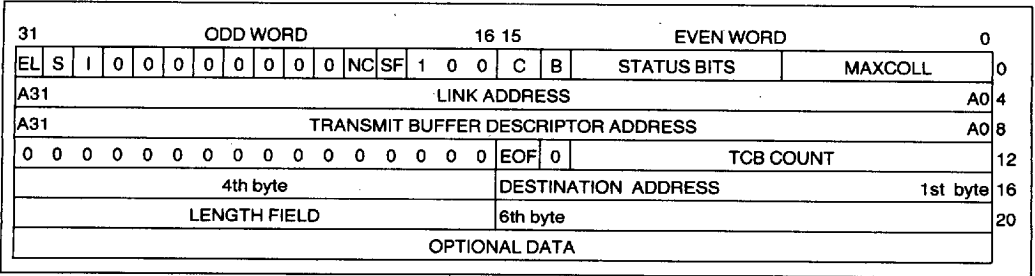 31 ODD WORD 16 15 EVEN WORD 0
EL S I 0 0 0 0 0 0 0 0 NC SF 1 0 0 C B STATUS BITS MAXCOLL 0
A31 LINK ADDRESS A0 4
A31 TRANSMIT BUFFER DESCRIPTOR ADDRESS A0 8
0 0 0 0 0 0 0 0 0 0 0 0 0 0 0 0 EOF 0 TCB COUNT 12
4th byte DESTINATION ADDRESS 1st byte 16
LENGTH FIELD 6th byte 20
OPTIONAL DATA